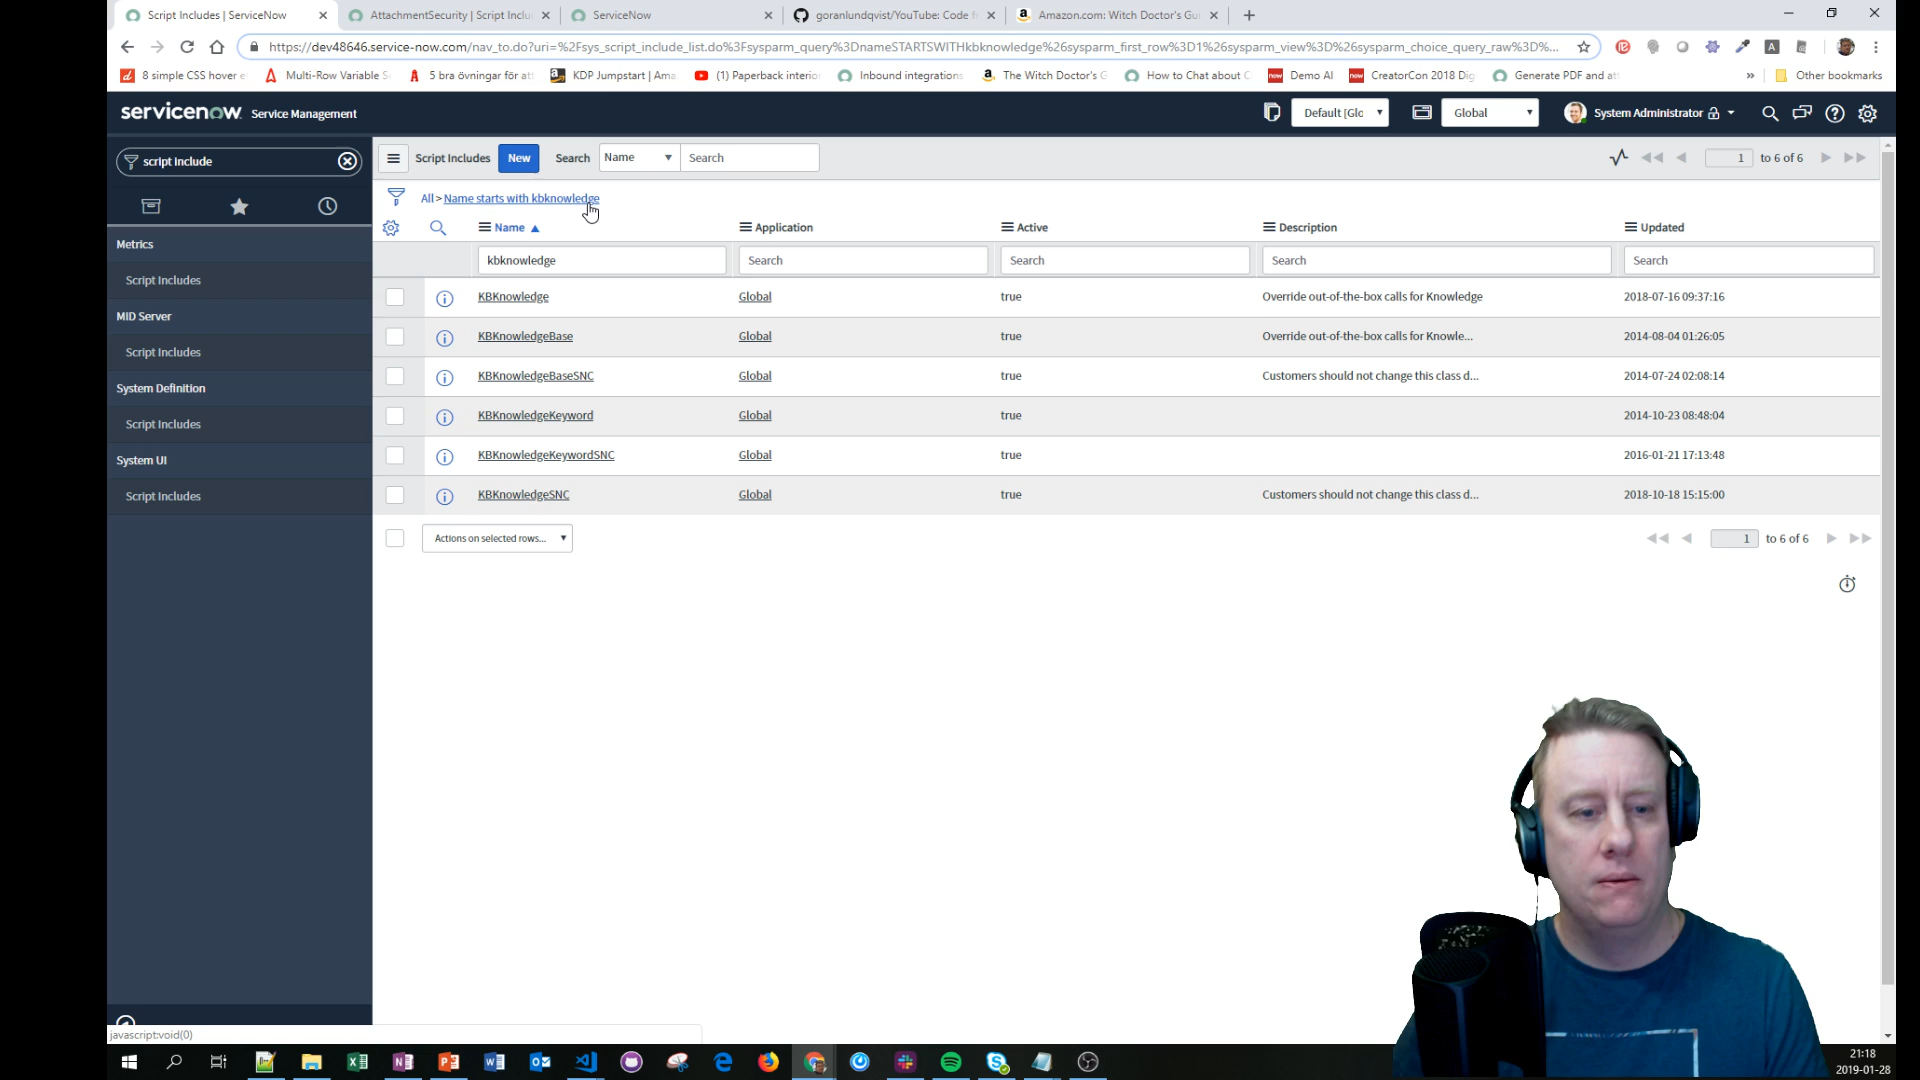 Script Includes | ServiceNow
AttachmentSecurity | Script Inclu
ServiceNow
goranlundqvist/YouTube: Code f
Amazon.com: Witch Doctor's Gu
https://dev48646.service-now.com/nav_to.do?uri=%2Fsys_script_include_list.do%3Fsysparm_query%3DnameSTARTSWITHkbknowledge%26sysparm_first_row%3D1%26sysparm_view%3D%26sysparm_choice_query_raw%3D%...
8 simple CSS hover e
Multi-Row Variable S
5 bra övningar för att
KDP Jumpstart | Ama
(1) Paperback interior
Inbound integrations
The Witch Doctor's G
How to Chat about C
Demo AI
CreatorCon 2018 Dig
Generate PDF and at
»
Other bookmarks
servicenow Service Management
Default [Glo
Global
System Administrator
script include
Script Includes New Search Name Search
1 to 6 of 6
All > Name starts with kbknowledge
Name Application Active Description Updated
kbknowledge Search Search Search Search
Metrics
Script Includes
MID Server
Script Includes
System Definition
Script Includes
System UI
Script Includes
KBKnowledge Global true Override out-of-the-box calls for Knowledge 2018-07-16 09:37:16
KBKnowledgeBase Global true Override out-of-the-box calls for Knowle... 2014-08-04 01:26:05
KBKnowledgeBaseSNC Global true Customers should not change this class d... 2014-07-24 02:08:14
KBKnowledgeKeyword Global true 2014-10-23 08:48:04
KBKnowledgeKeywordSNC Global true 2016-01-21 17:13:48
KBKnowledgeSNC Global true Customers should not change this class d... 2018-10-18 15:15:00
Actions on selected rows...
1 to 6 of 6
javascript:void(0)
21:18
2019-01-28